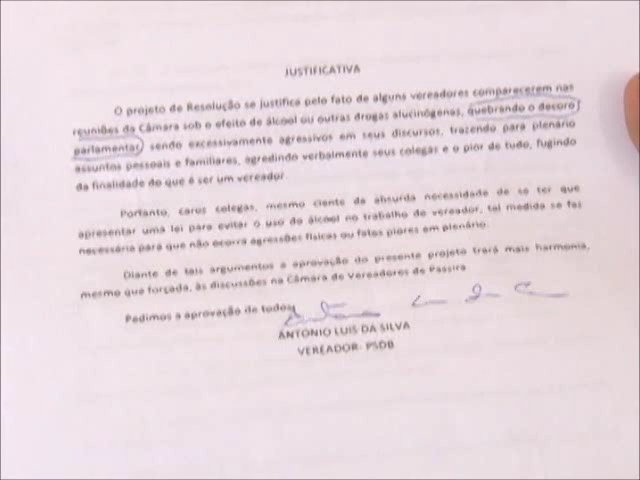 JUSTIFICATIVA
O projeto de Resolução se justifica pelo fato de alguns vereadores comparecerem nas
reuniões da Câmara sob o efeito de álcool ou outras drogas alucinógenas, quebrando o decoro
parlamentar, sendo excessivamente agressivos em seus discursos, trazendo para plenário
assuntos pessoais e familiares, agredindo verbalmente seus colegas e o pior de tudo, fugindo
da finalidade do que é ser um vereador.
Portanto, caros colegas, mesmo ciente da absurda necessidade de se ter que
apresentar uma lei para evitar o uso do álcool no trabalho do vereador, tal medida se faz
necessária para que não ocorra agressões físicas ou fatos piores em plenário.
Diante de tais argumentos a aprovação do presente projeto trará mais harmonia,
mesmo que forçada, às discussões na Câmara de Vereadores de Passira
Pedimos a aprovação de todos
ANTONIO LUIS DA SILVA
VEREADOR- PSDB